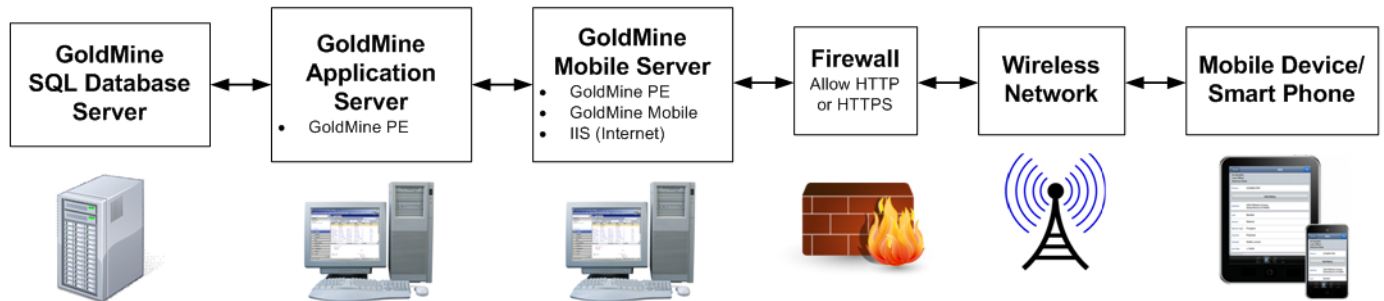 GoldMine
SQL Database
Server
GoldMine
Application
Server
• GoldMine PE
GoldMine
Mobile Server
• GoldMine PE
• GoldMine Mobile
• IIS (Internet)
Firewall
Allow HTTP
or HTTPS
Wireless
Network
Mobile Device/
Smart Phone